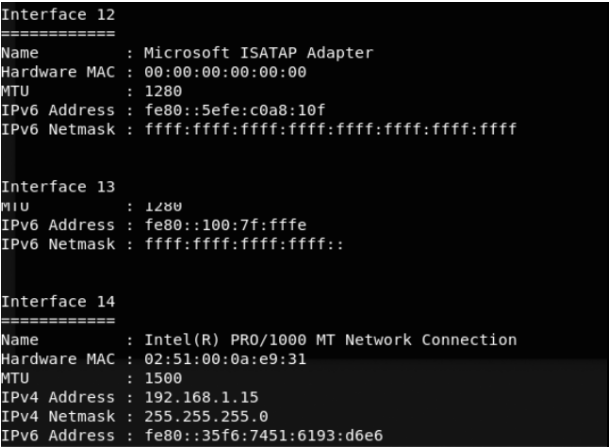 Interface 12
============
Name         : Microsoft ISATAP Adapter
Hardware MAC : 00:00:00:00:00:00
MTU          : 1280
IPv6 Address : fe80::5efe:c0a8:10f
IPv6 Netmask : ffff:ffff:ffff:ffff:ffff:ffff:ffff:ffff
Interface 13
MTU          : 1280
IPv6 Address : fe80::100:7f:fffe
IPv6 Netmask : ffff:ffff:ffff:ffff::
Interface 14
============
Name         : Intel(R) PRO/1000 MT Network Connection
Hardware MAC : 02:51:00:0a:e9:31
MTU          : 1500
IPv4 Address : 192.168.1.15
IPv4 Netmask : 255.255.255.0
IPv6 Address : fe80::35f6:7451:6193:d6e6